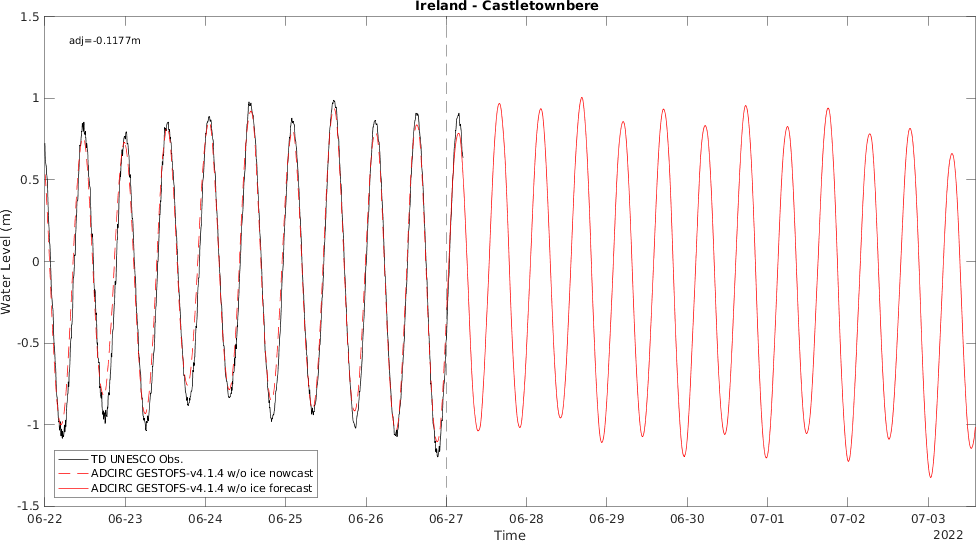 Ireland - Castletownbere
adj=-0.1177m
1.5
1
0.5
0
-0.5
-1
-1.5
Water Level (m)
TD UNESCO Obs.
ADCIRC GESTOFS-v4.1.4 w/o ice nowcast
ADCIRC GESTOFS-v4.1.4 w/o ice forecast
06-22 06-23 06-24 06-25 06-26 06-27 06-28 06-29 06-30 07-01 07-02 07-03
Time
2022